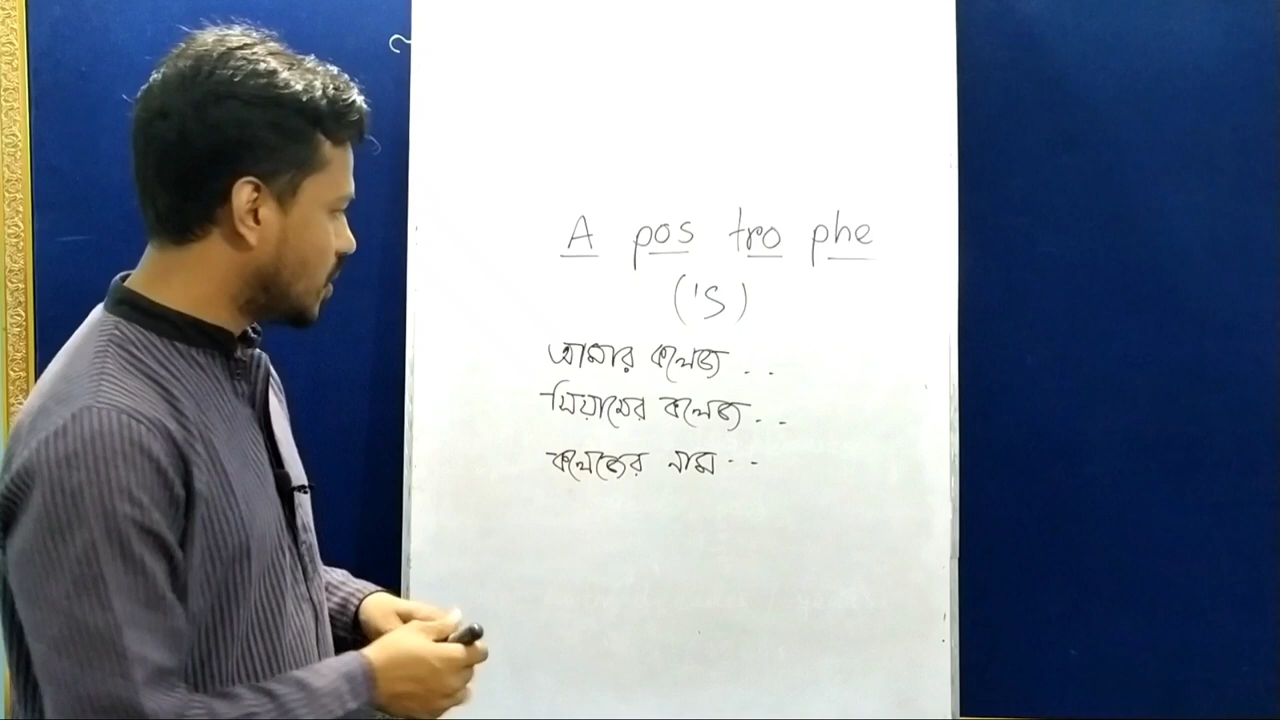 A pos tro phe
('S)
আমার কলেজ . .
সিয়ামের কলেজ . .
কলেজের নাম . .